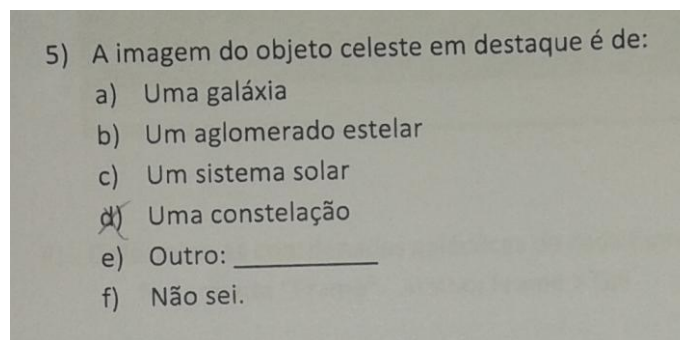 5) A imagem do objeto celeste em destaque é de:
a) Uma galáxia
b) Um aglomerado estelar
c) Um sistema solar
d) Uma constelação
e) Outro: ____________
f) Não sei.